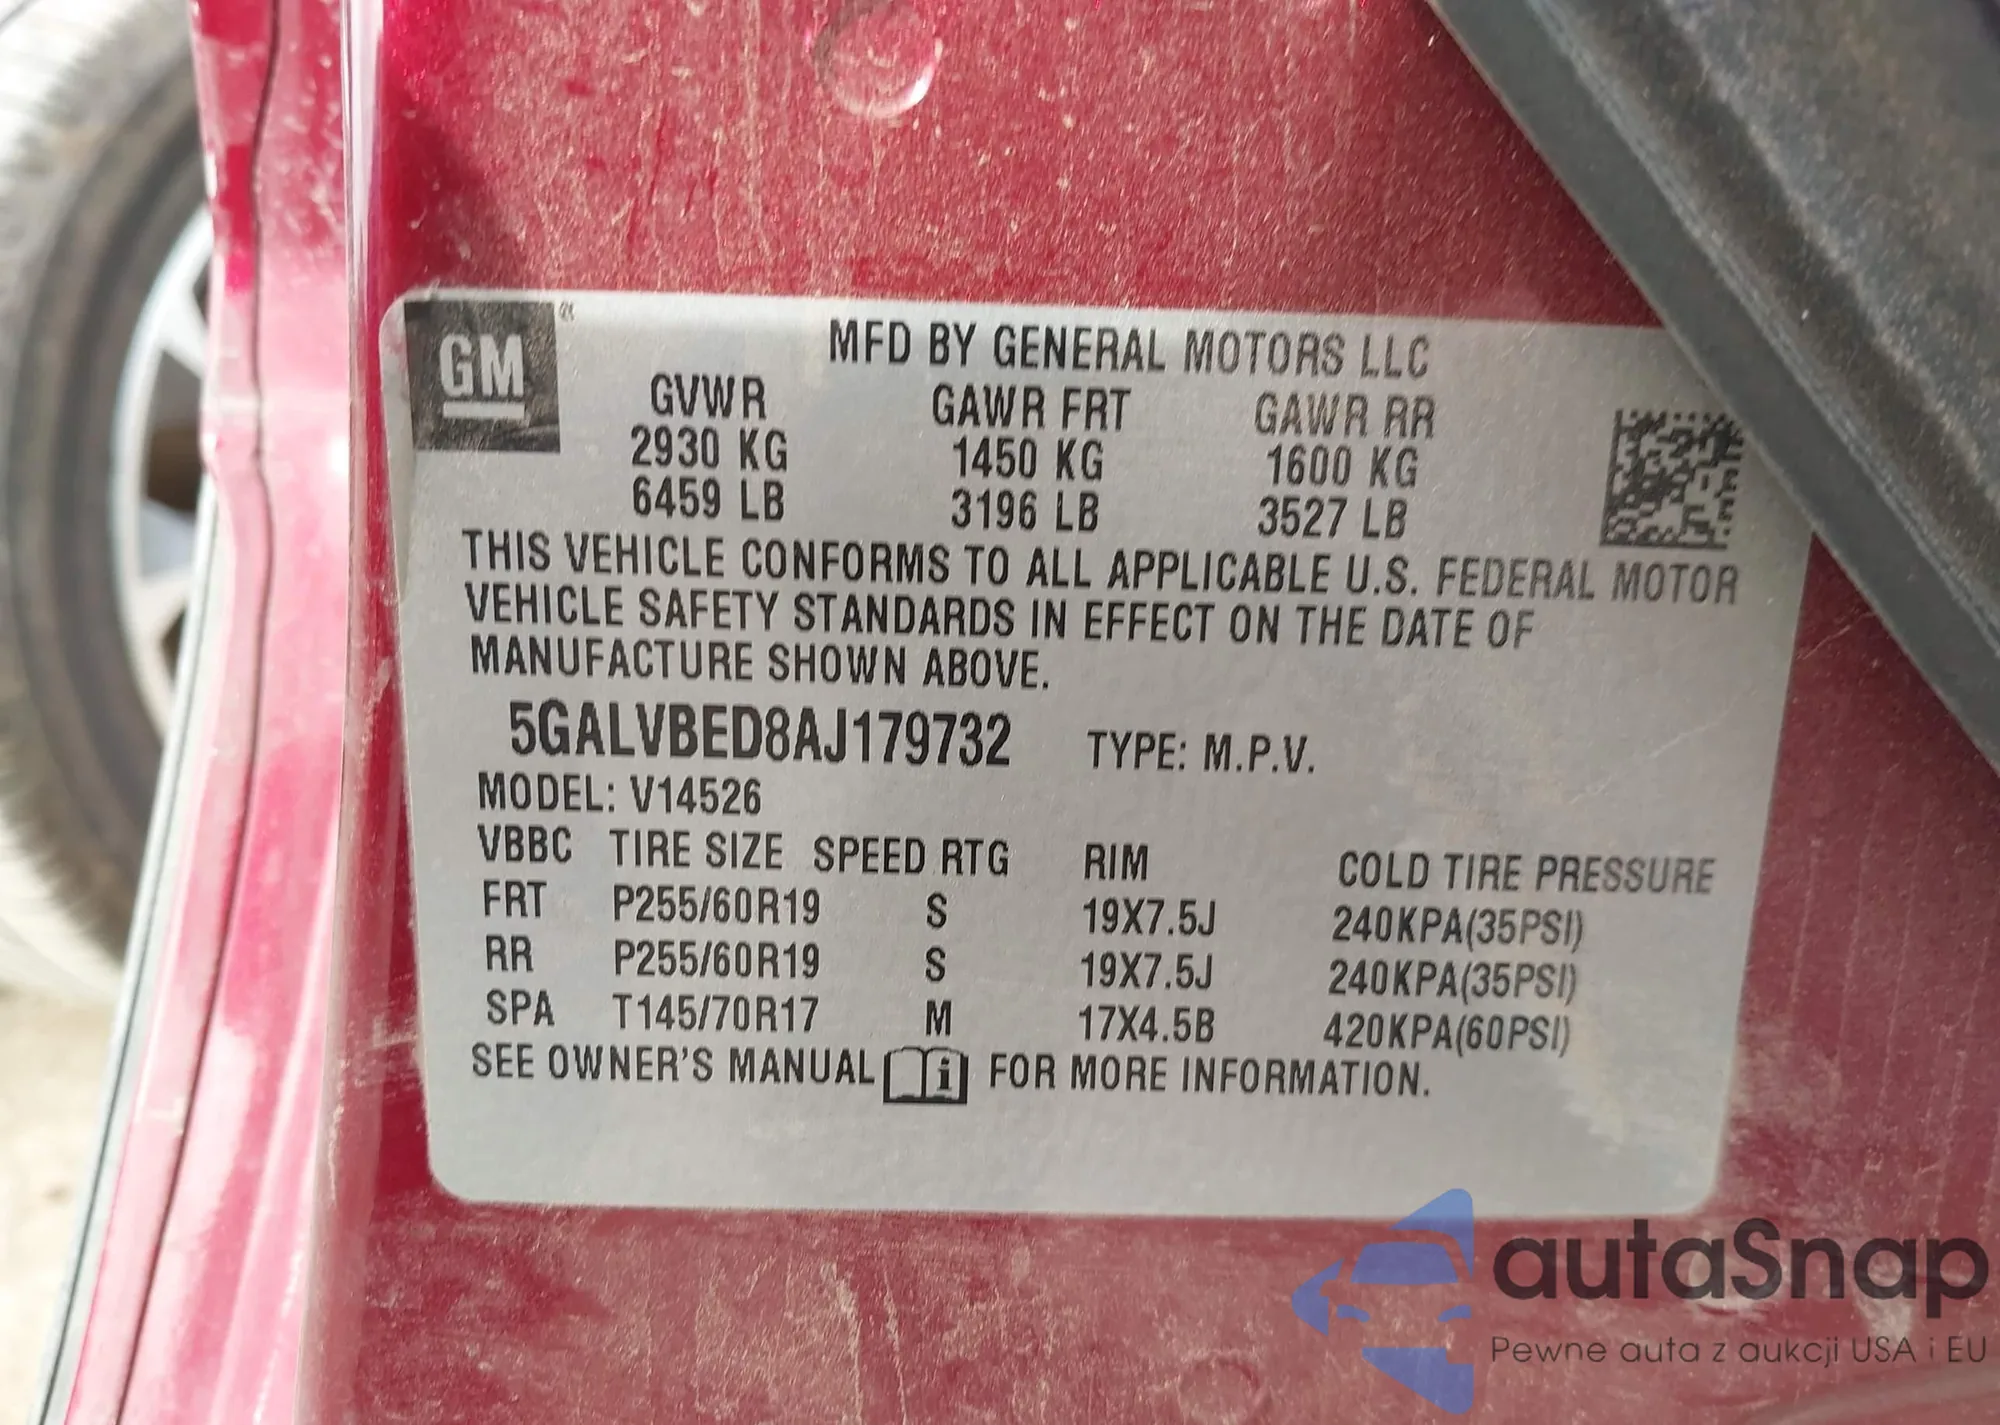 GM
MFD BY GENERAL MOTORS LLC
GVWR GAWR FRT GAWR RR
2930 KG 1450 KG 1600 KG
6459 LB 3196 LB 3527 LB
THIS VEHICLE CONFORMS TO ALL APPLICABLE U.S. FEDERAL MOTOR
VEHICLE SAFETY STANDARDS IN EFFECT ON THE DATE OF
MANUFACTURE SHOWN ABOVE.
5GALVBED8AJ179732 TYPE: M.P.V.
MODEL: V14526
VBBC TIRE SIZE SPEED RTG RIM COLD TIRE PRESSURE
FRT P255/60R19 S 19X7.5J 240KPA(35PSI)
RR P255/60R19 S 19X7.5J 240KPA(35PSI)
SPA T145/70R17 M 17X4.5B 420KPA(60PSI)
SEE OWNER'S MANUAL i FOR MORE INFORMATION.
autaSnap
Pewne auta z aukcji USA i EU